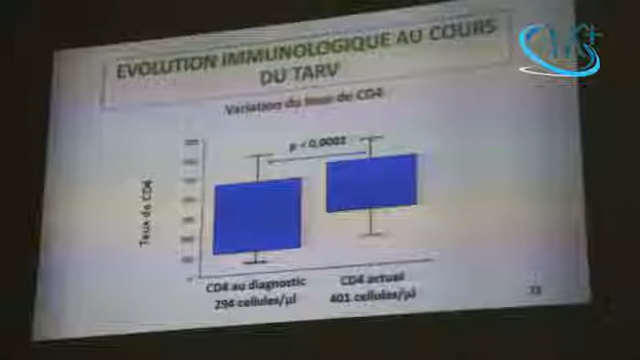 EVOLUTION IMMUNOLOGIQUE AU COURS
DU TARV
Variation du taux de CD4
p < 0,0001
Taux de CD4
CD4 au diagnostic
294 cellules/µl
CD4 actuel
401 cellules/µl